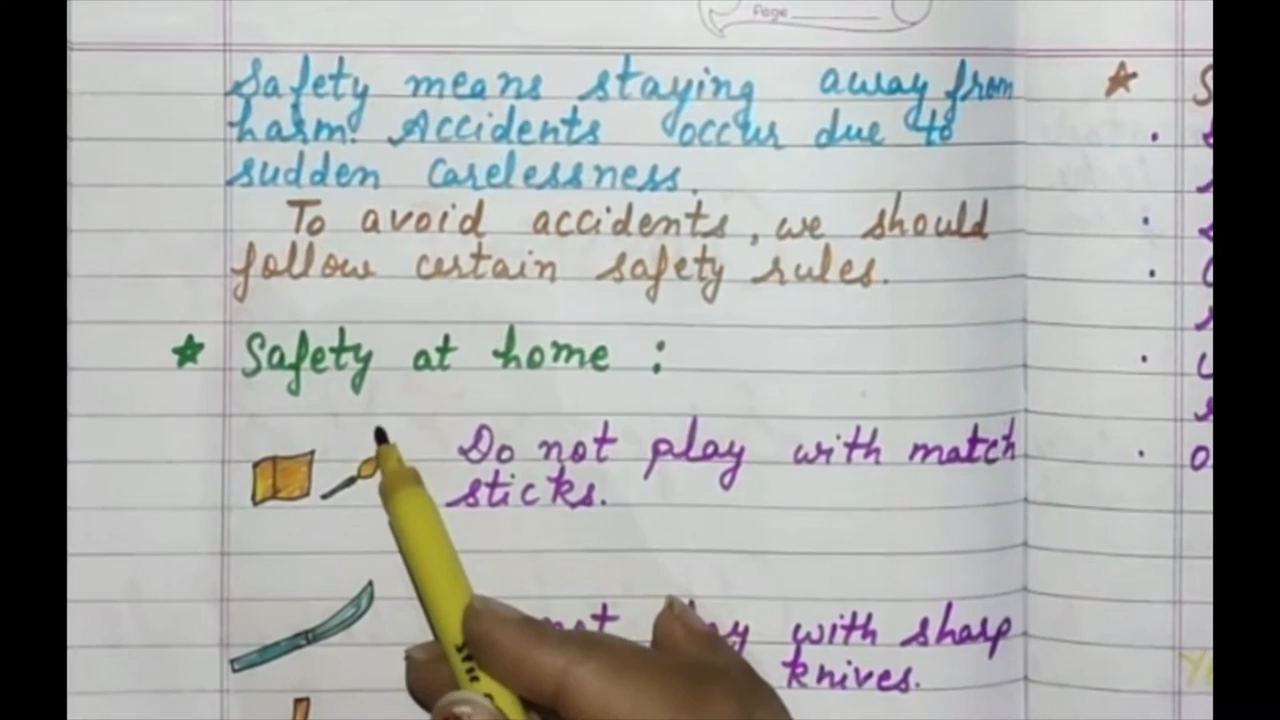 Page
Safety means staying away from
harm. Accidents occur due to
sudden carelessness.
To avoid accidents, we should
follow certain safety rules.
★ Safety at home :
Do not play with match
sticks.
not with sharp
knives.